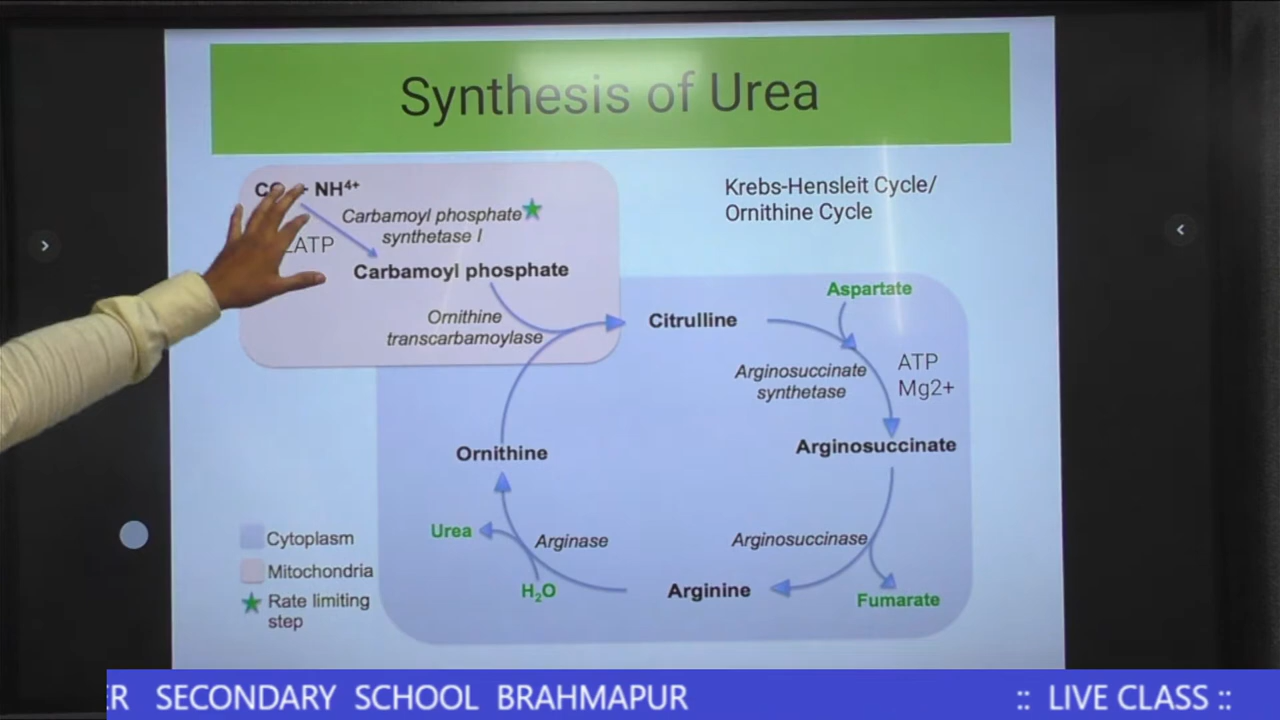 Synthesis of Urea
NH⁴⁺
Krebs-Hensleit Cycle/
Ornithine Cycle
Carbamoyl phosphate
synthetase I
ATP
Carbamoyl phosphate
Aspartate
Ornithine
transcarbamoylase
Citrulline
Arginosuccinate
synthetase
ATP
Mg2+
Ornithine
Arginosuccinate
Urea
Arginase
Arginosuccinase
H₂O
Arginine
Fumarate
Cytoplasm
Mitochondria
Rate limiting
step
SECONDARY SCHOOL BRAHMAPUR :: LIVE CLASS ::